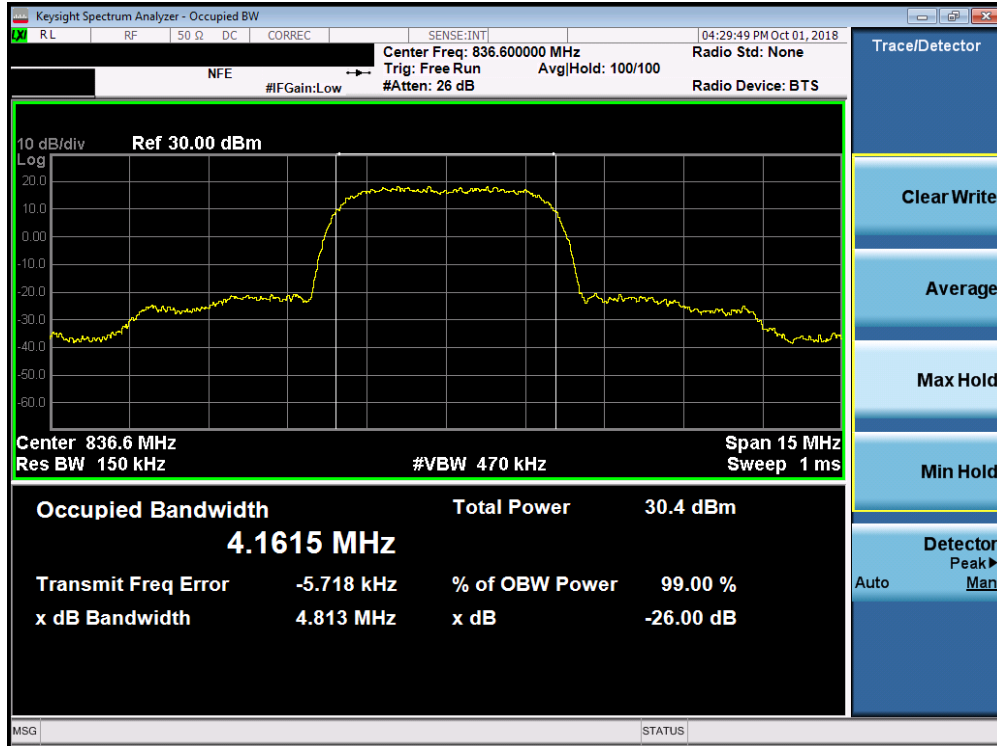 Keysight Spectrum Analyzer - Occupied BW
LXI RL RF 50 Ω DC CORREC SENSE:INT 04:29:49 PM Oct 01, 2018
Center Freq: 836.600000 MHz Radio Std: None
NFE Trig: Free Run Avg|Hold: 100/100
#IFGain:Low #Atten: 26 dB Radio Device: BTS
Trace/Detector
10 dB/div Ref 30.00 dBm
Log
20.0
10.0
0.00
-10.0
-20.0
-30.0
-40.0
-50.0
-60.0
Center 836.6 MHz Span 15 MHz
Res BW 150 kHz #VBW 470 kHz Sweep 1 ms
Occupied Bandwidth Total Power 30.4 dBm
4.1615 MHz
Transmit Freq Error -5.718 kHz % of OBW Power 99.00 %
x dB Bandwidth 4.813 MHz x dB -26.00 dB
Clear Write
Average
Max Hold
Min Hold
Detector
Peak▶
Auto Man
MSG STATUS